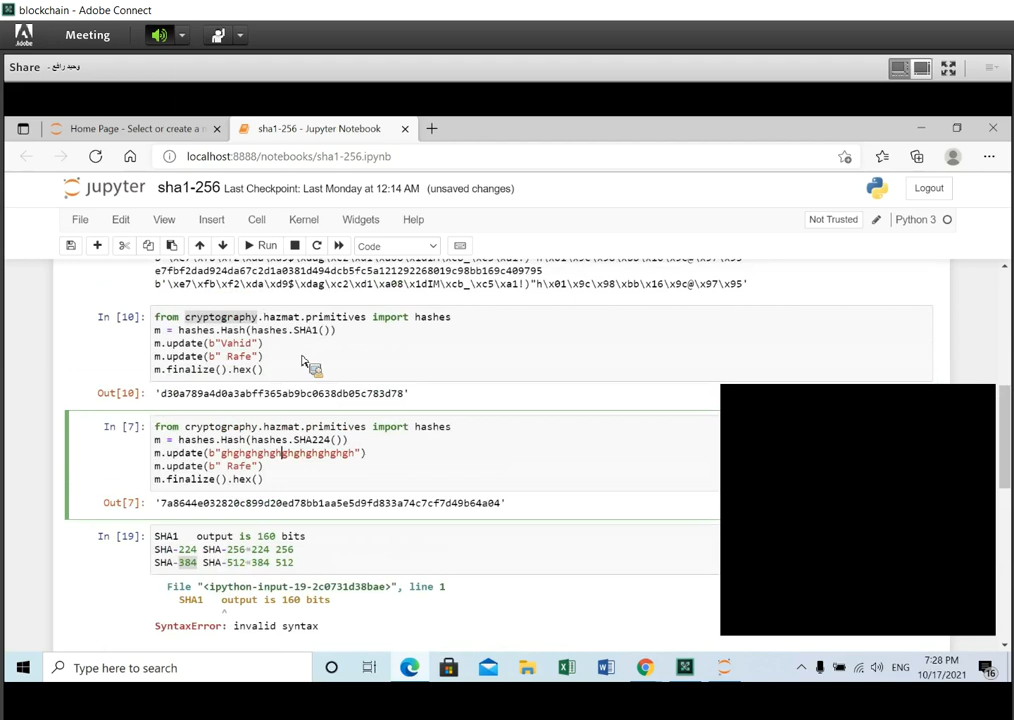 blockchain - Adobe Connect
Adobe
Meeting
Share - وحید رافع
Home Page - Select or create a n
sha1-256 - Jupyter Notebook
localhost:8888/notebooks/sha1-256.ipynb
jupyter sha1-256 Last Checkpoint: Last Monday at 12:14 AM (unsaved changes)
Logout
File Edit View Insert Cell Kernel Widgets Help
Not Trusted
Python 3
Run
Code
e7fbf2dad924da67c2d1a0381d494dcb5fc5a121292268019c98bb169c409795
b'\xe7\xfb\xf2\xda\xd9$\xdag\xc2\xd1\xa08\x1dIM\xcb_\xc5\xa1!)"h\x01\x9c\x98\xbb\x16\x9c@\x97\x95'
In [10]: from cryptography.hazmat.primitives import hashes
m = hashes.Hash(hashes.SHA1())
m.update(b"Vahid")
m.update(b" Rafe")
m.finalize().hex()
Out[10]: 'd30a789a4d0a3abff365ab9bc0638db05c783d78'
In [7]: from cryptography.hazmat.primitives import hashes
m = hashes.Hash(hashes.SHA224())
m.update(b"ghghghghghghghghghghgh")
m.update(b" Rafe")
m.finalize().hex()
Out[7]: '7a8644e032820c899d20ed78bb1aa5e5d9fd833a74c7cf7d49b64a04'
In [19]: SHA1   output is 160 bits
SHA-224 SHA-256=224 256
SHA-384 SHA-512=384 512
File "<ipython-input-19-2c0731d38bae>", line 1
SHA1   output is 160 bits
^
SyntaxError: invalid syntax
Type here to search
ENG
7:28 PM
10/17/2021
16